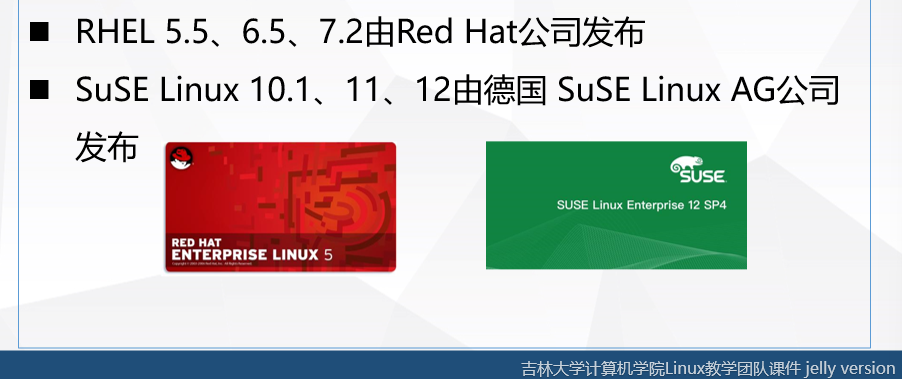 RHEL 5.5、6.5、7.2由Red Hat公司发布
SuSE Linux 10.1、11、12由德国 SuSE Linux AG公司
发布
RED HAT
ENTERPRISE LINUX 5
SUSE
SUSE Linux Enterprise 12 SP4
吉林大学计算机学院Linux教学团队课件 jelly version